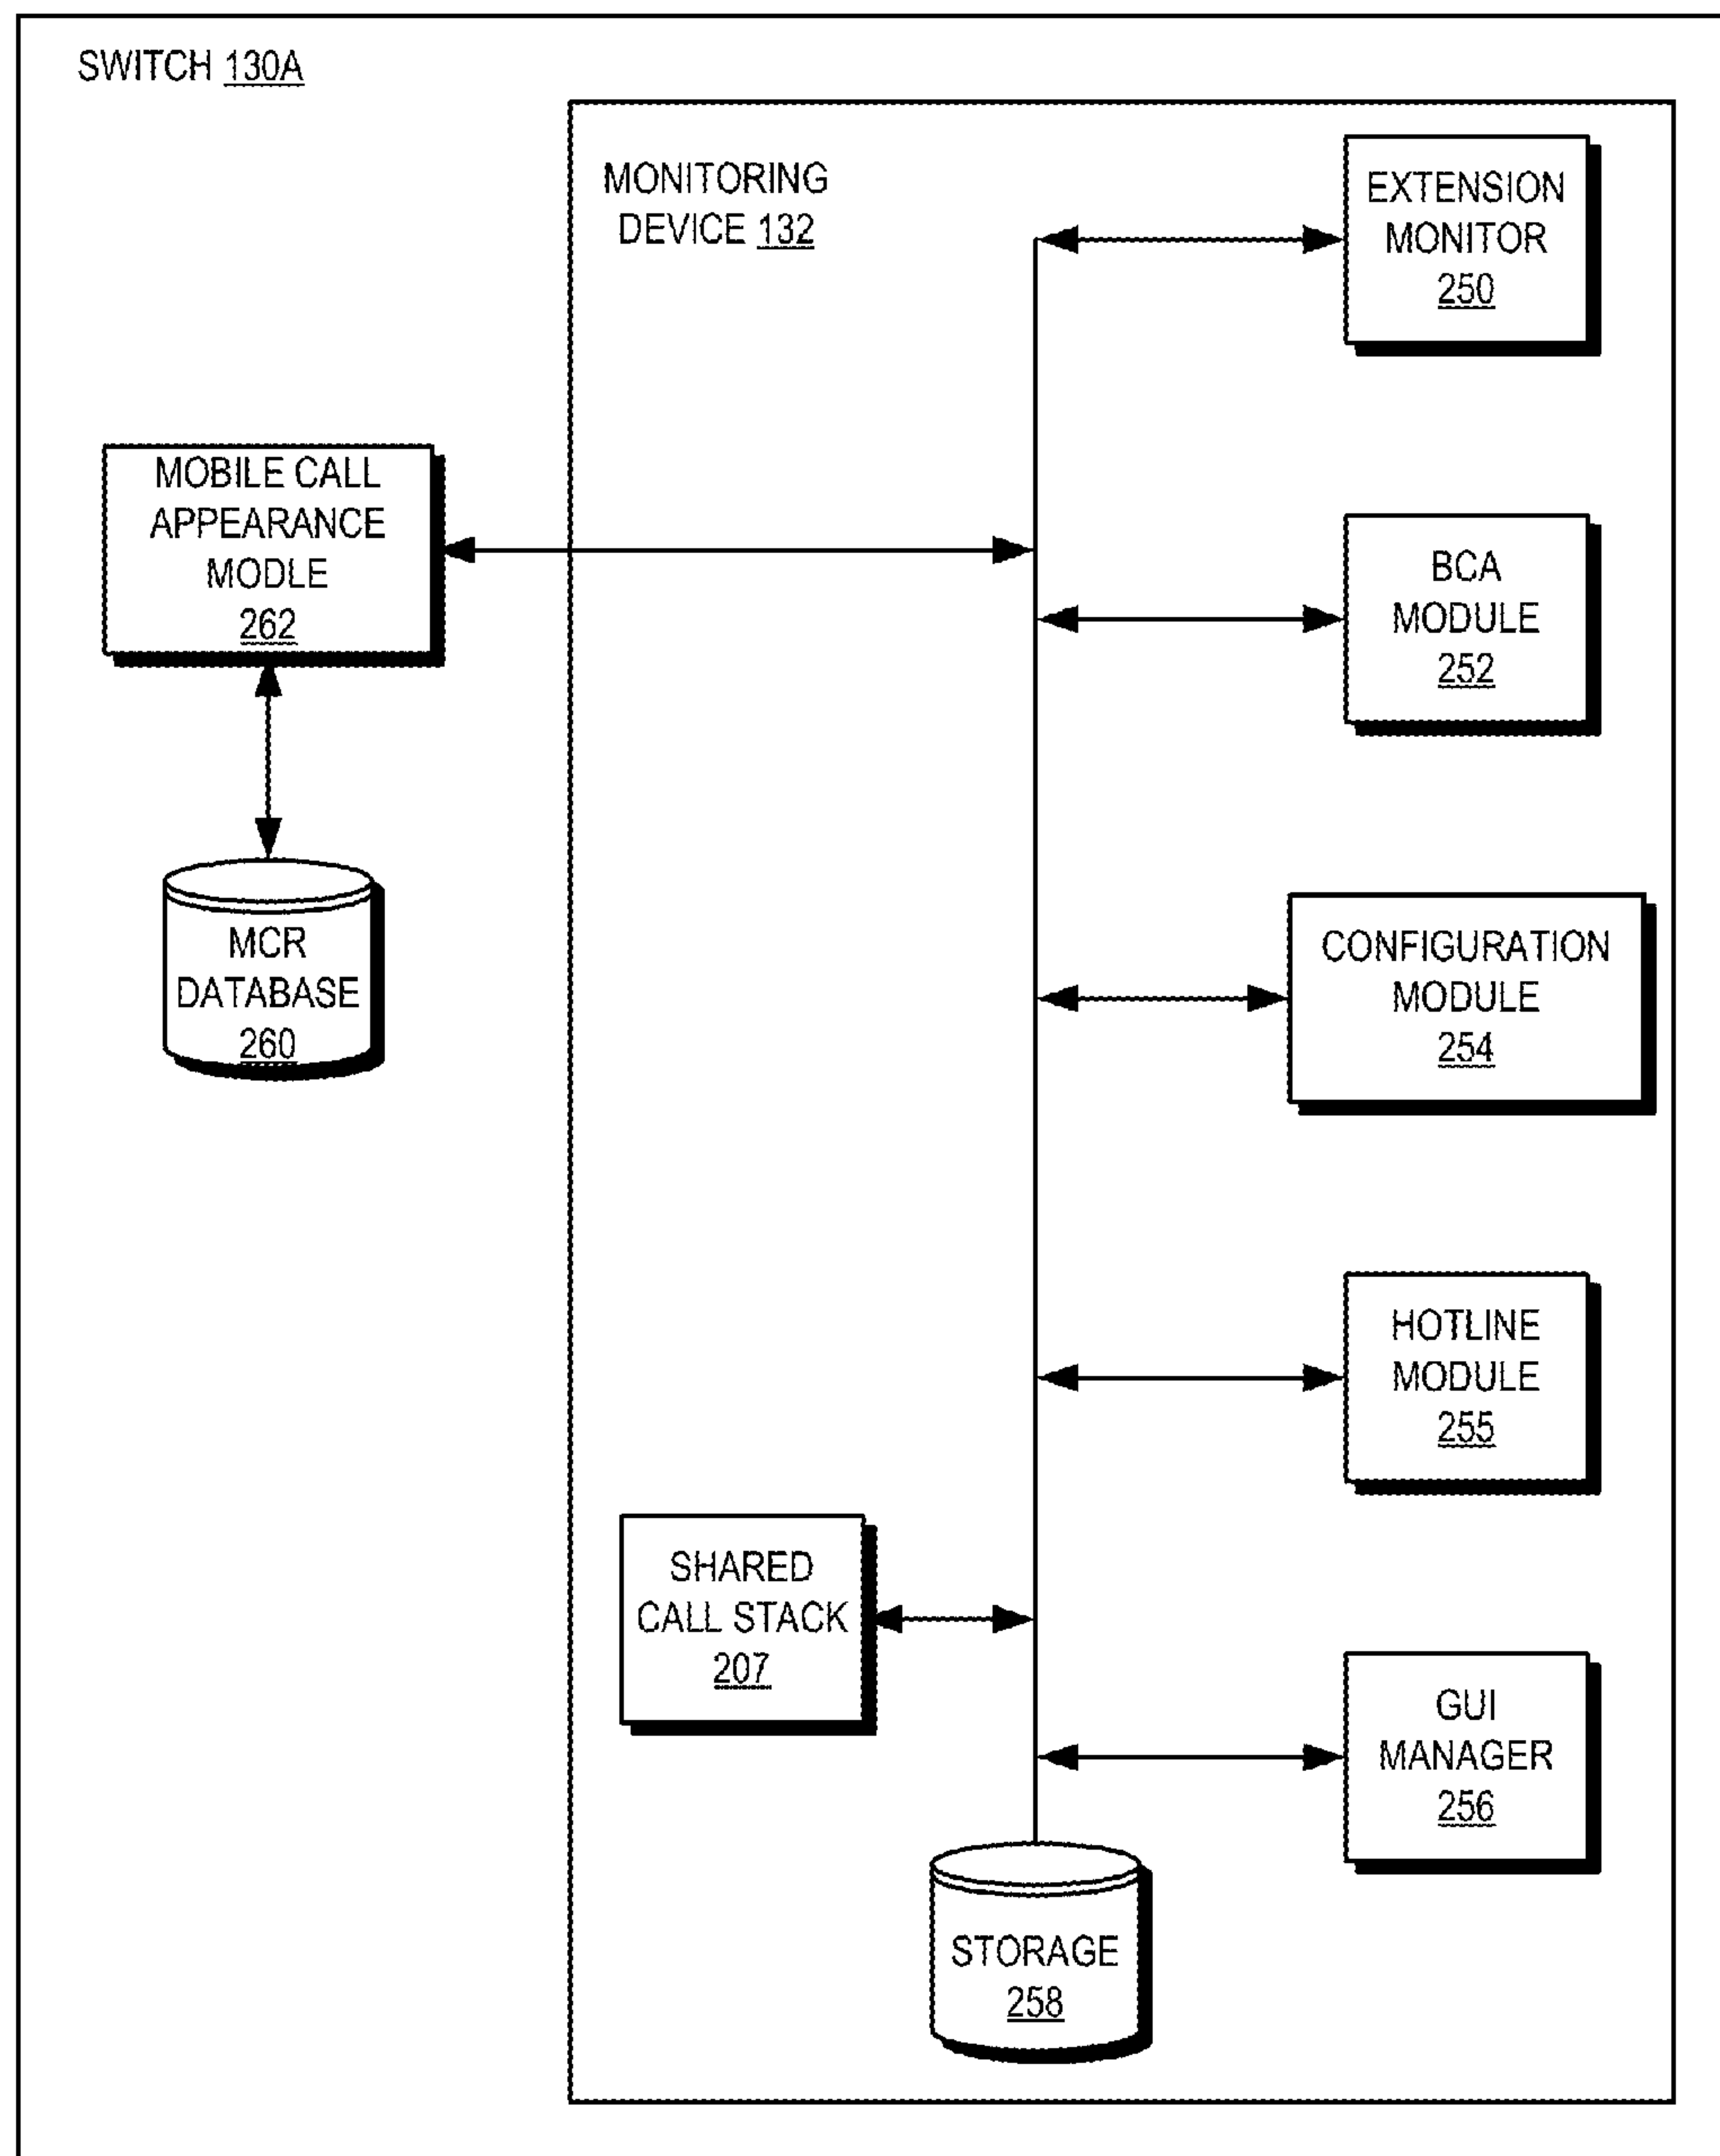 SWITCH 130A
MONITORING
DEVICE 132
EXTENSION
MONITOR
250
MOBILE CALL
APPEARANCE
MODLE
262
BCA
MODULE
252
MCR
DATABASE
260
CONFIGURATION
MODULE
254
HOTLINE
MODULE
255
SHARED
CALL STACK
207
GUI
MANAGER
256
STORAGE
258